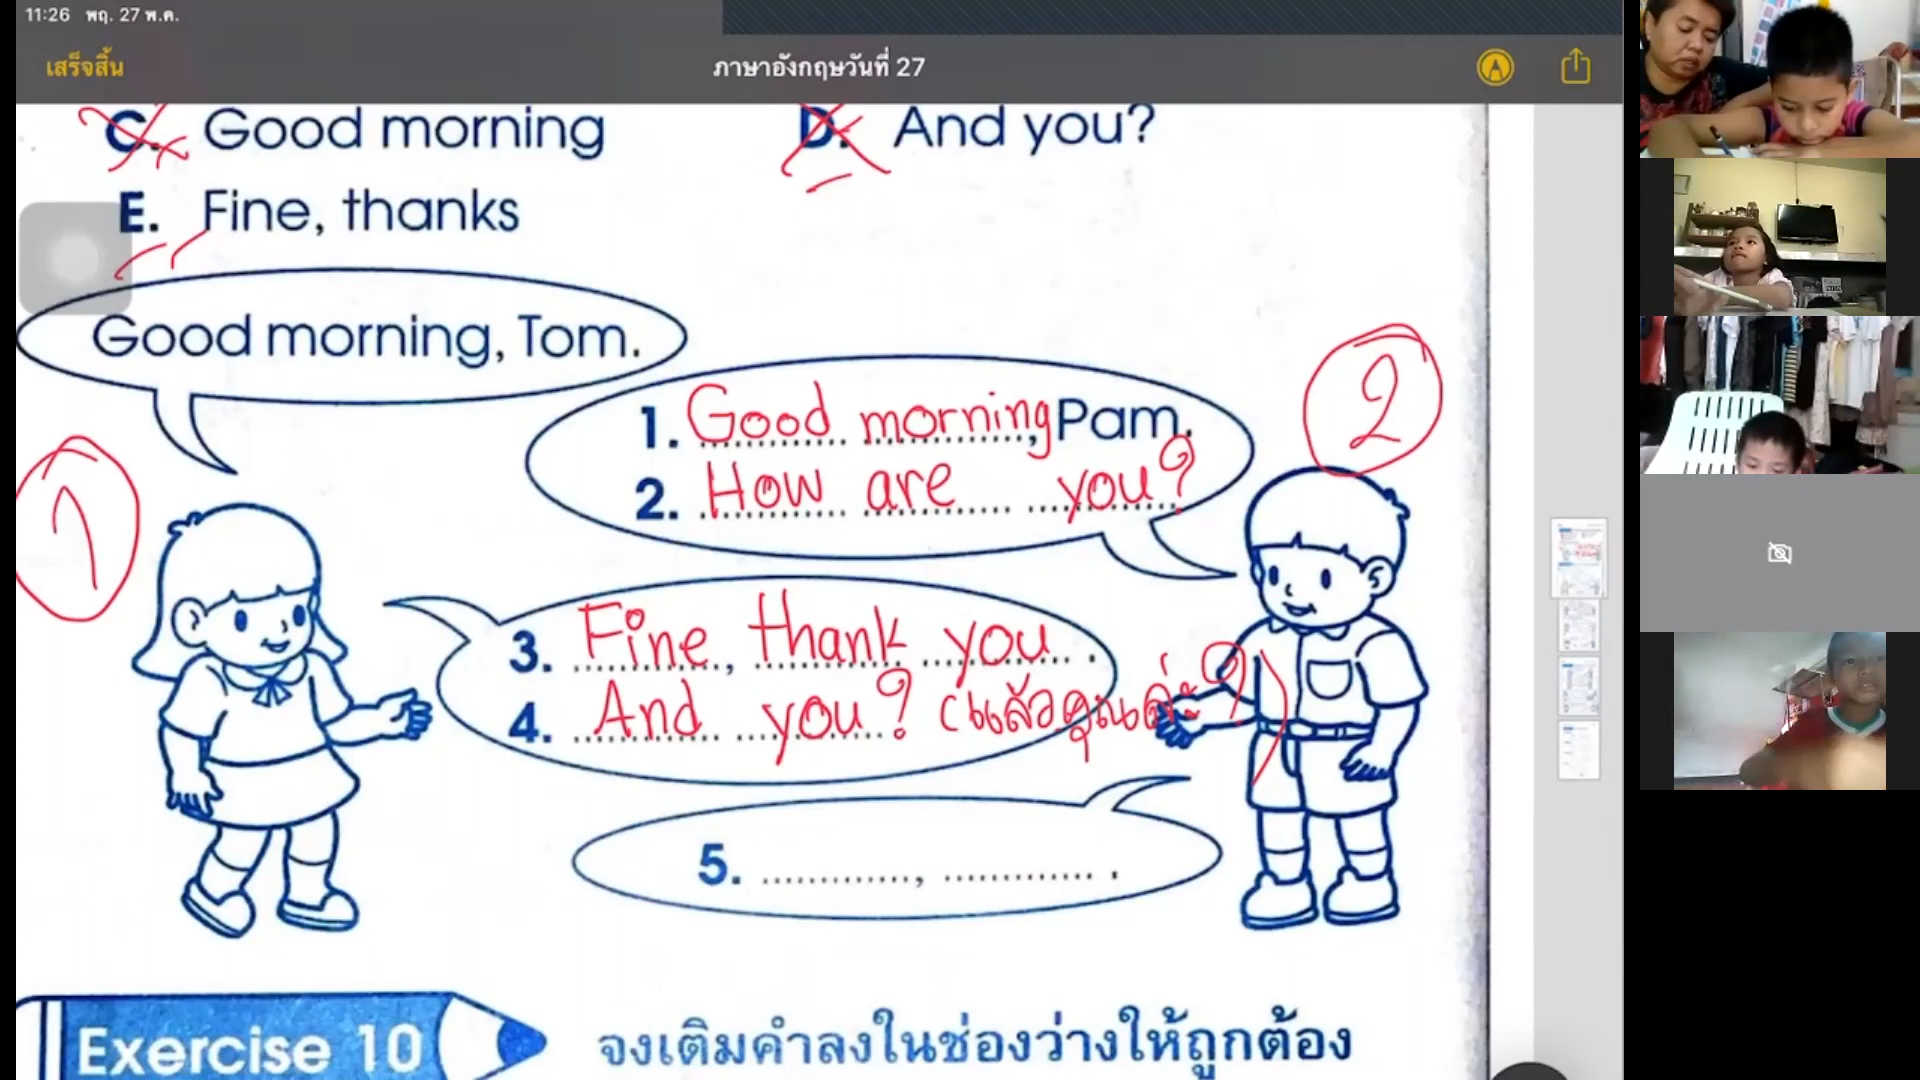 11:26 พฤ. 27 พ.ค.
เสร็จสิ้น ภาษาอังกฤษวันที่ 27
C. Good morning D. And you?
E. Fine, thanks
Good morning, Tom.
1. Good morning, Pam.
2. How are you?
1
2
3. Fine, thank you.
4. And you? (แล้วคุณล่ะ?)
5. .............., .............. .
Exercise 10 จงเติมคำลงในช่องว่างให้ถูกต้อง